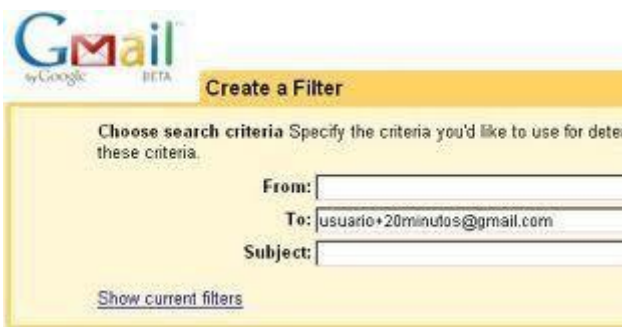 Gmail
by Google BETA
Create a Filter
Choose search criteria Specify the criteria you'd like to use for deter
these criteria.
From:
To: usuario+20minutos@gmail.com
Subject:
Show current filters